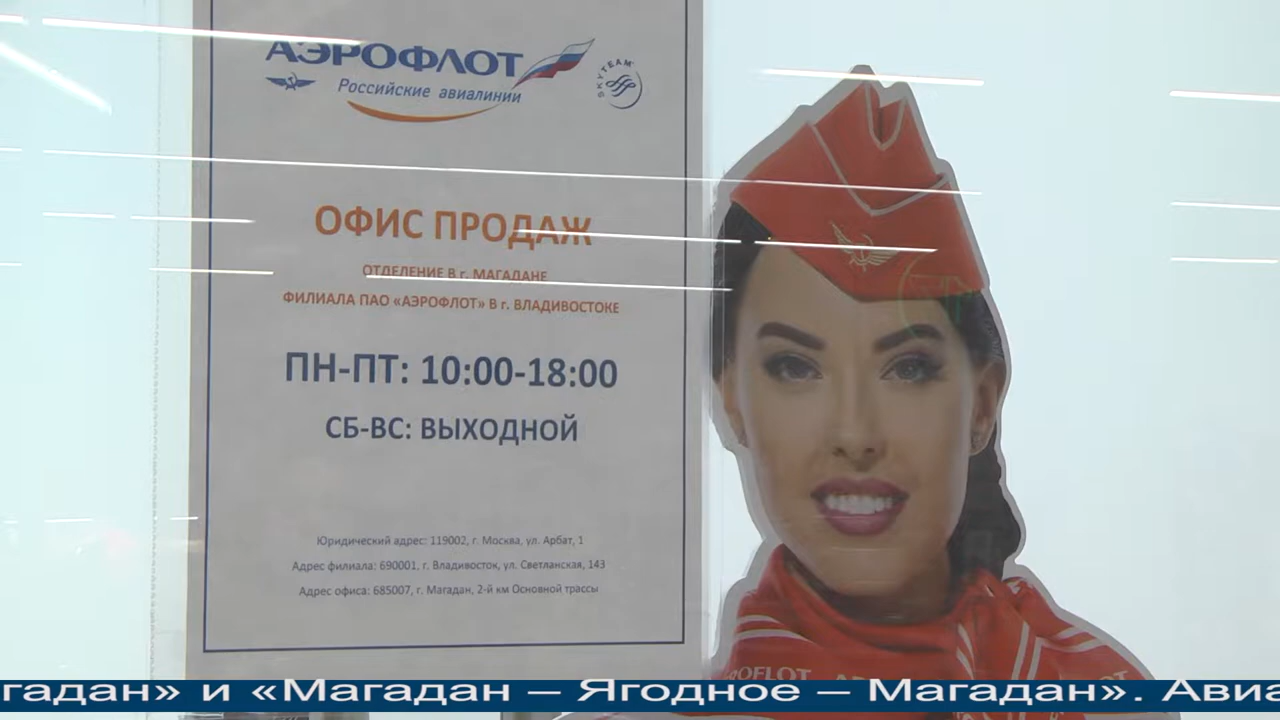 АЭРОФЛОТ
Российские авиалинии
SKYTEAM
ОФИС ПРОДАЖ
ОТДЕЛЕНИЕ В г. МАГАДАНЕ
ФИЛИАЛА ПАО «АЭРОФЛОТ» В г. ВЛАДИВОСТОКЕ
ПН-ПТ: 10:00-18:00
СБ-ВС: ВЫХОДНОЙ
Юридический адрес: 119002, г. Москва, ул. Арбат, 1
Адрес филиала: 690001, г. Владивосток, ул. Светланская, 143
Адрес офиса: 685007, г. Магадан, 2-й км Основной трассы
ROFLOT
гадан» и «Магадан – Ягодное – Магадан». Авиа